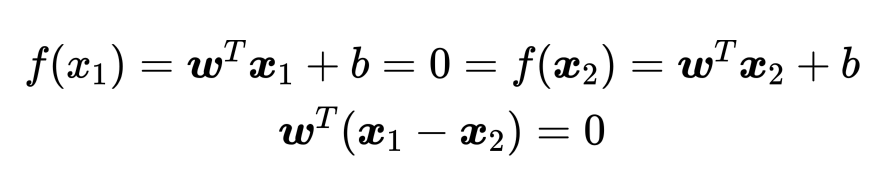 f(x₁) = 𝒘ᵀ𝒙₁ + b = 0 = f(𝒙₂) = 𝒘ᵀ𝒙₂ + b
𝒘ᵀ(𝒙₁ − 𝒙₂) = 0